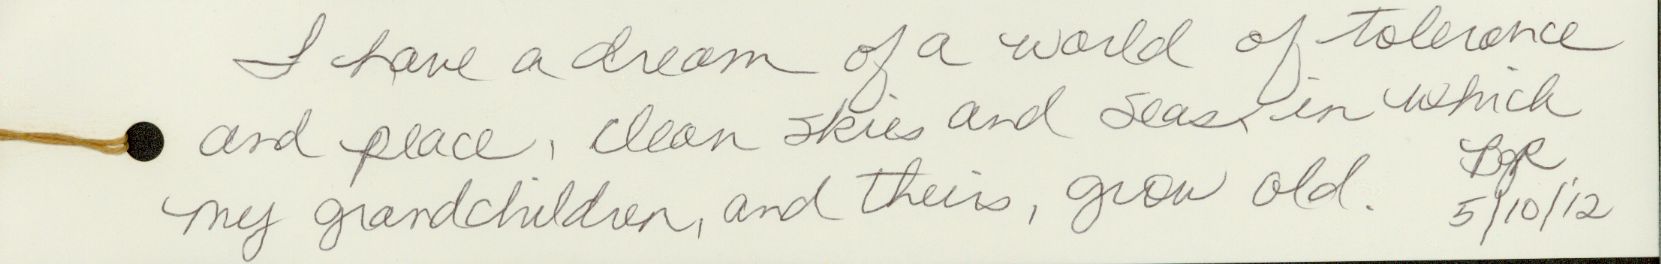 I have a dream of a world of tolerance
and peace, clean skies and seas, in which
my grandchildren, and theirs, grow old.
BJR
5/10/12